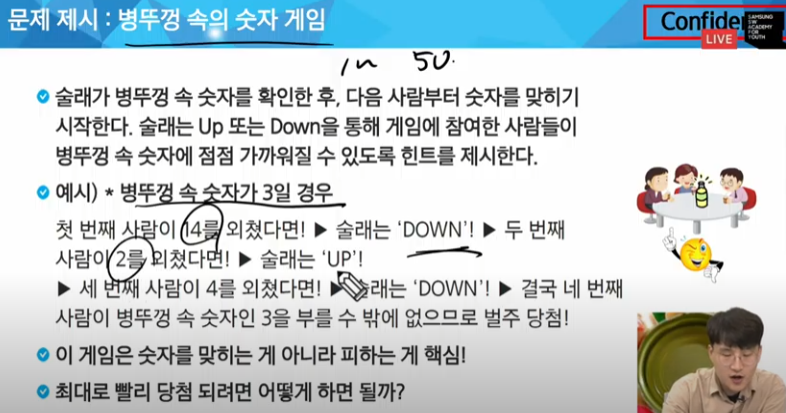 문제 제시 : 병뚜껑 속의 숫자 게임
Confiden
LIVE
SAMSUNG
SW
ACADEMY
FOR
YOUTH
in 50.
술래가 병뚜껑 속 숫자를 확인한 후, 다음 사람부터 숫자를 맞히기
시작한다. 술래는 Up 또는 Down을 통해 게임에 참여한 사람들이
병뚜껑 속 숫자에 점점 가까워질 수 있도록 힌트를 제시한다.
예시) * 병뚜껑 속 숫자가 3일 경우
첫 번째 사람이 14를 외쳤다면! ▶ 술래는 ‘DOWN’! ▶ 두 번째
사람이 2를 외쳤다면! ▶ 술래는 ‘UP’!
▶ 세 번째 사람이 4를 외쳤다면! ▶ 술래는 ‘DOWN’! ▶ 결국 네 번째
사람이 병뚜껑 속 숫자인 3을 부를 수 밖에 없으므로 벌주 당첨!
이 게임은 숫자를 맞히는 게 아니라 피하는 게 핵심!
최대로 빨리 당첨 되려면 어떻게 하면 될까?